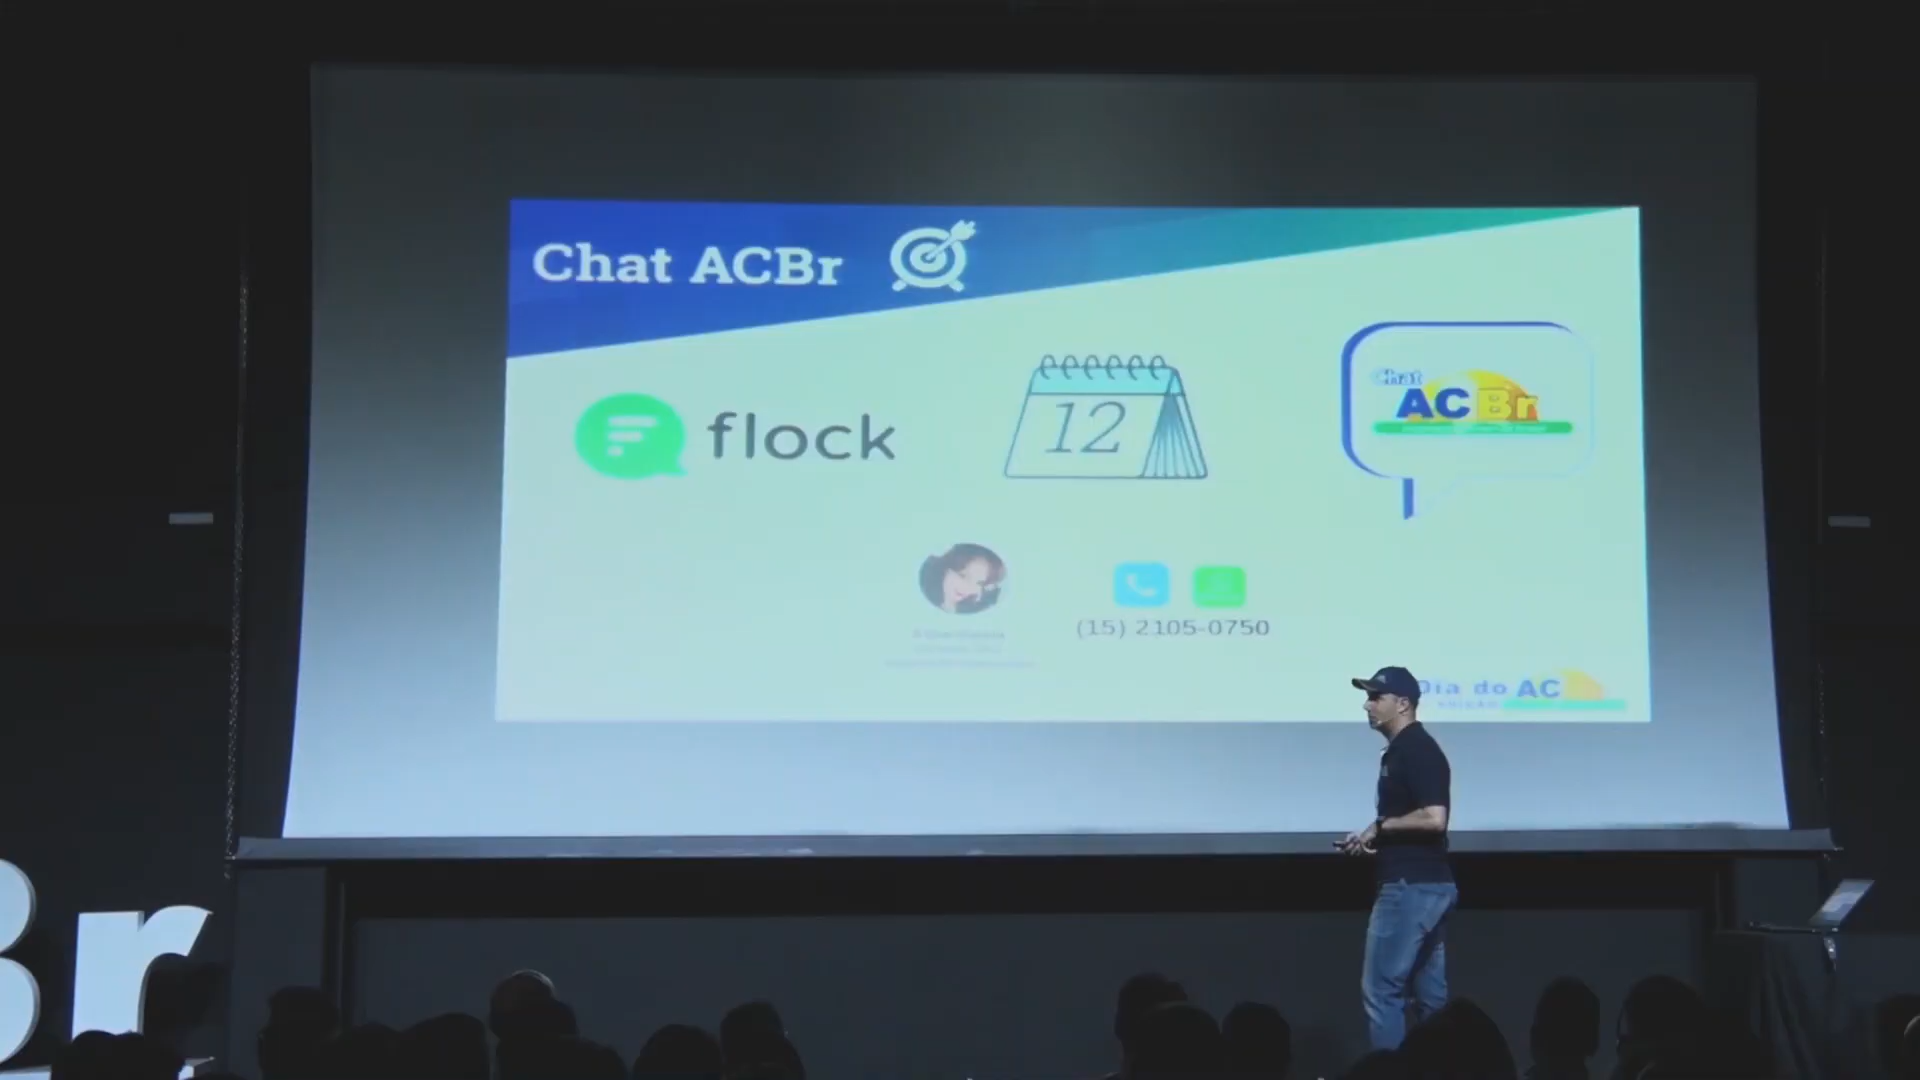 Chat ACBr
flock
12
Chat
ACBr
(15) 2105-0750
Dia do AC
Br